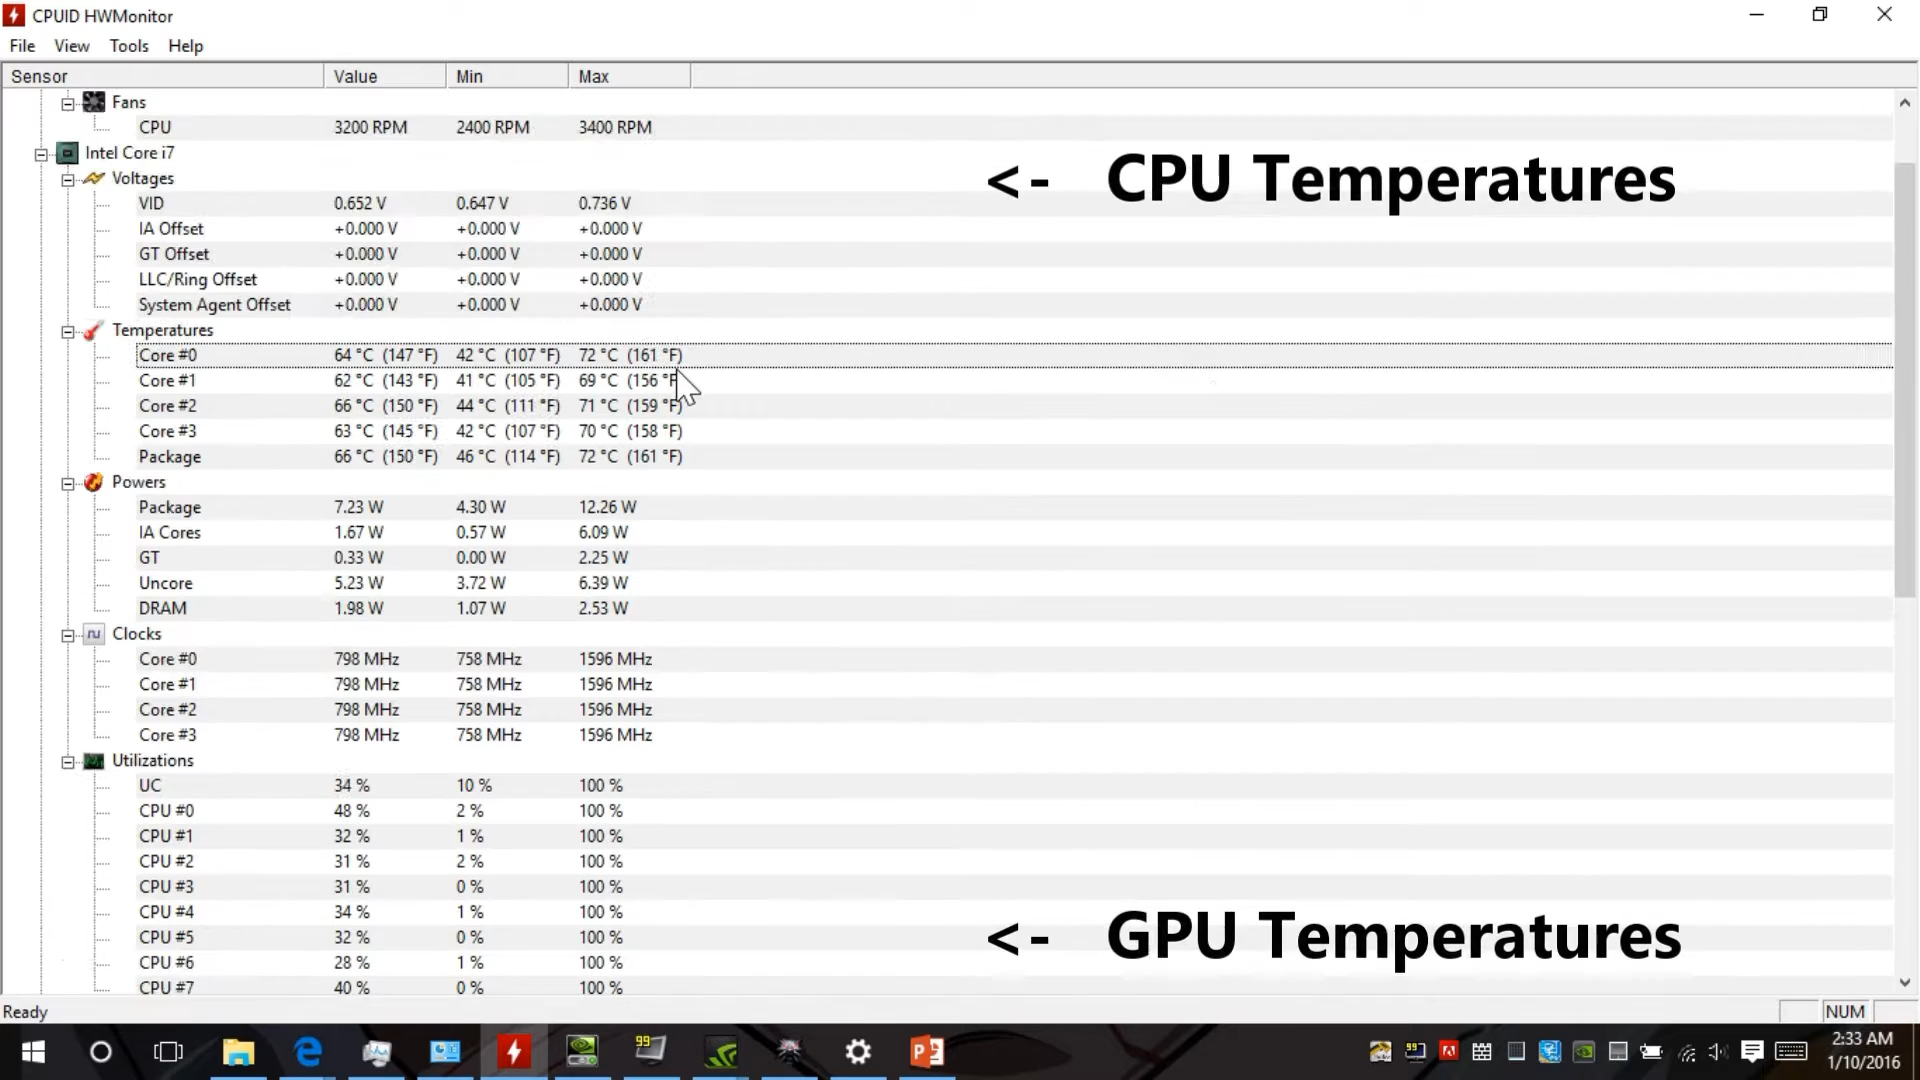 CPUID HWMonitor
File View Tools Help
Sensor Value Min Max
Fans
CPU 3200 RPM 2400 RPM 3400 RPM
Intel Core i7
<- CPU Temperatures
Voltages
VID 0.652 V 0.647 V 0.736 V
IA Offset +0.000 V +0.000 V +0.000 V
GT Offset +0.000 V +0.000 V +0.000 V
LLC/Ring Offset +0.000 V +0.000 V +0.000 V
System Agent Offset +0.000 V +0.000 V +0.000 V
Temperatures
Core #0 64 °C (147 °F) 42 °C (107 °F) 72 °C (161 °F)
Core #1 62 °C (143 °F) 41 °C (105 °F) 69 °C (156 °F
Core #2 66 °C (150 °F) 44 °C (111 °F) 71 °C (159 °F)
Core #3 63 °C (145 °F) 42 °C (107 °F) 70 °C (158 °F)
Package 66 °C (150 °F) 46 °C (114 °F) 72 °C (161 °F)
Powers
Package 7.23 W 4.30 W 12.26 W
IA Cores 1.67 W 0.57 W 6.09 W
GT 0.33 W 0.00 W 2.25 W
Uncore 5.23 W 3.72 W 6.39 W
DRAM 1.98 W 1.07 W 2.53 W
Clocks
Core #0 798 MHz 758 MHz 1596 MHz
Core #1 798 MHz 758 MHz 1596 MHz
Core #2 798 MHz 758 MHz 1596 MHz
Core #3 798 MHz 758 MHz 1596 MHz
Utilizations
UC 34 % 10 % 100 %
CPU #0 48 % 2 % 100 %
CPU #1 32 % 1 % 100 %
CPU #2 31 % 2 % 100 %
CPU #3 31 % 0 % 100 %
CPU #4 34 % 1 % 100 %
CPU #5 32 % 0 % 100 %
<- GPU Temperatures
CPU #6 28 % 1 % 100 %
CPU #7 40 % 0 % 100 %
Ready NUM
99
2:33 AM
1/10/2016